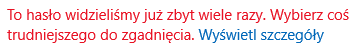 To hasło widzieliśmy już zbyt wiele razy. Wybierz coś
trudniejszego do zgadnięcia. Wyświetl szczegóły